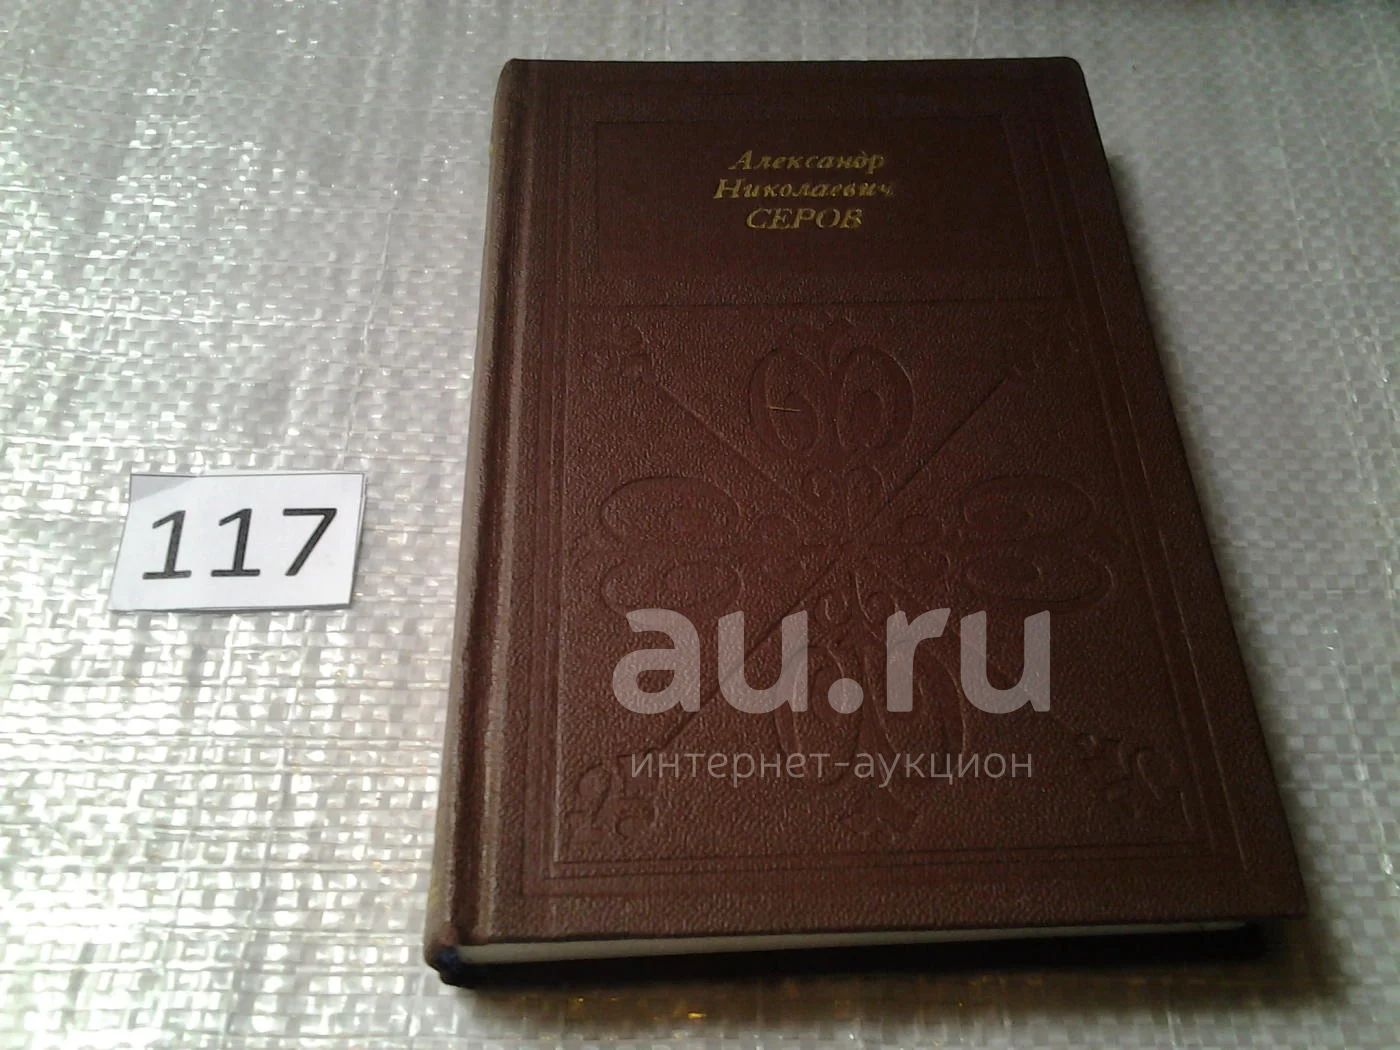 Александр
Николаевич
СЕРОВ
117
au.ru
интернет-аукцион